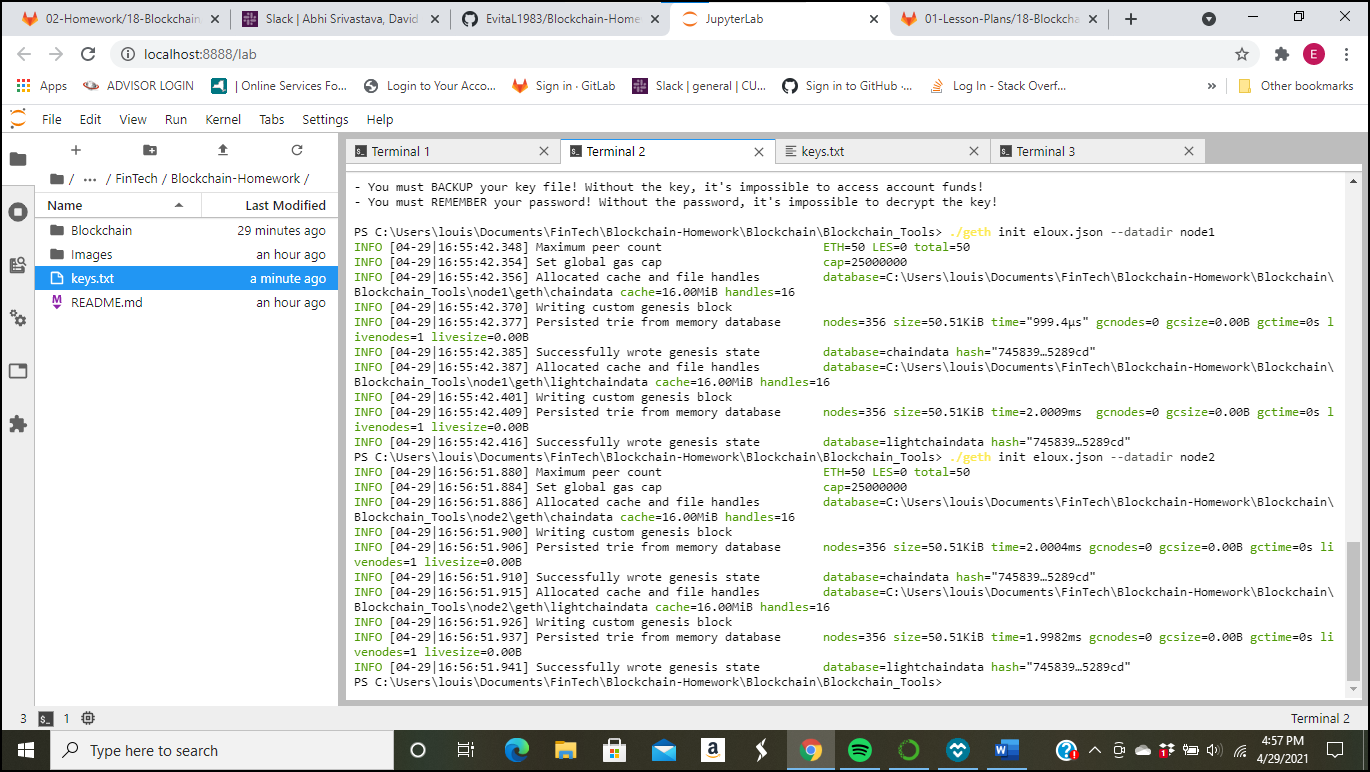 02-Homework/18-Blockchain
Slack | Abhi Srivastava, David
EvitaL1983/Blockchain-Home
JupyterLab
01-Lesson-Plans/18-Blockcha
localhost:8888/lab
E
Apps
ADVISOR LOGIN
| Online Services Fo...
Login to Your Acco...
Sign in · GitLab
Slack | general | CU...
Sign in to GitHub ·...
Log In - Stack Overf...
»
Other bookmarks
File Edit View Run Kernel Tabs Settings Help
Terminal 1
Terminal 2
keys.txt
Terminal 3
/ ... / FinTech / Blockchain-Homework /
Name Last Modified
Blockchain 29 minutes ago
Images an hour ago
keys.txt a minute ago
README.md an hour ago
- You must BACKUP your key file! Without the key, it's impossible to access account funds!
- You must REMEMBER your password! Without the password, it's impossible to decrypt the key!
PS C:\Users\louis\Documents\FinTech\Blockchain-Homework\Blockchain\Blockchain_Tools> ./geth init eloux.json --datadir node1
INFO [04-29|16:55:42.348] Maximum peer count ETH=50 LES=0 total=50
INFO [04-29|16:55:42.354] Set global gas cap cap=25000000
INFO [04-29|16:55:42.356] Allocated cache and file handles database=C:\Users\louis\Documents\FinTech\Blockchain-Homework\Blockchain\
Blockchain_Tools\node1\geth\chaindata cache=16.00MiB handles=16
INFO [04-29|16:55:42.370] Writing custom genesis block
INFO [04-29|16:55:42.377] Persisted trie from memory database nodes=356 size=50.51KiB time="999.4µs" gcnodes=0 gcsize=0.00B gctime=0s l
ivenodes=1 livesize=0.00B
INFO [04-29|16:55:42.385] Successfully wrote genesis state database=chaindata hash="745839…5289cd"
INFO [04-29|16:55:42.387] Allocated cache and file handles database=C:\Users\louis\Documents\FinTech\Blockchain-Homework\Blockchain\
Blockchain_Tools\node1\geth\lightchaindata cache=16.00MiB handles=16
INFO [04-29|16:55:42.401] Writing custom genesis block
INFO [04-29|16:55:42.409] Persisted trie from memory database nodes=356 size=50.51KiB time=2.0009ms gcnodes=0 gcsize=0.00B gctime=0s l
ivenodes=1 livesize=0.00B
INFO [04-29|16:55:42.416] Successfully wrote genesis state database=lightchaindata hash="745839…5289cd"
PS C:\Users\louis\Documents\FinTech\Blockchain-Homework\Blockchain\Blockchain_Tools> ./geth init eloux.json --datadir node2
INFO [04-29|16:56:51.880] Maximum peer count ETH=50 LES=0 total=50
INFO [04-29|16:56:51.884] Set global gas cap cap=25000000
INFO [04-29|16:56:51.886] Allocated cache and file handles database=C:\Users\louis\Documents\FinTech\Blockchain-Homework\Blockchain\
Blockchain_Tools\node2\geth\chaindata cache=16.00MiB handles=16
INFO [04-29|16:56:51.900] Writing custom genesis block
INFO [04-29|16:56:51.906] Persisted trie from memory database nodes=356 size=50.51KiB time=2.0004ms gcnodes=0 gcsize=0.00B gctime=0s li
venodes=1 livesize=0.00B
INFO [04-29|16:56:51.910] Successfully wrote genesis state database=chaindata hash="745839…5289cd"
INFO [04-29|16:56:51.915] Allocated cache and file handles database=C:\Users\louis\Documents\FinTech\Blockchain-Homework\Blockchain\
Blockchain_Tools\node2\geth\lightchaindata cache=16.00MiB handles=16
INFO [04-29|16:56:51.926] Writing custom genesis block
INFO [04-29|16:56:51.937] Persisted trie from memory database nodes=356 size=50.51KiB time=1.9982ms gcnodes=0 gcsize=0.00B gctime=0s li
venodes=1 livesize=0.00B
INFO [04-29|16:56:51.941] Successfully wrote genesis state database=lightchaindata hash="745839…5289cd"
PS C:\Users\louis\Documents\FinTech\Blockchain-Homework\Blockchain\Blockchain_Tools>
3 1 Terminal 2
Type here to search
4:57 PM
4/29/2021